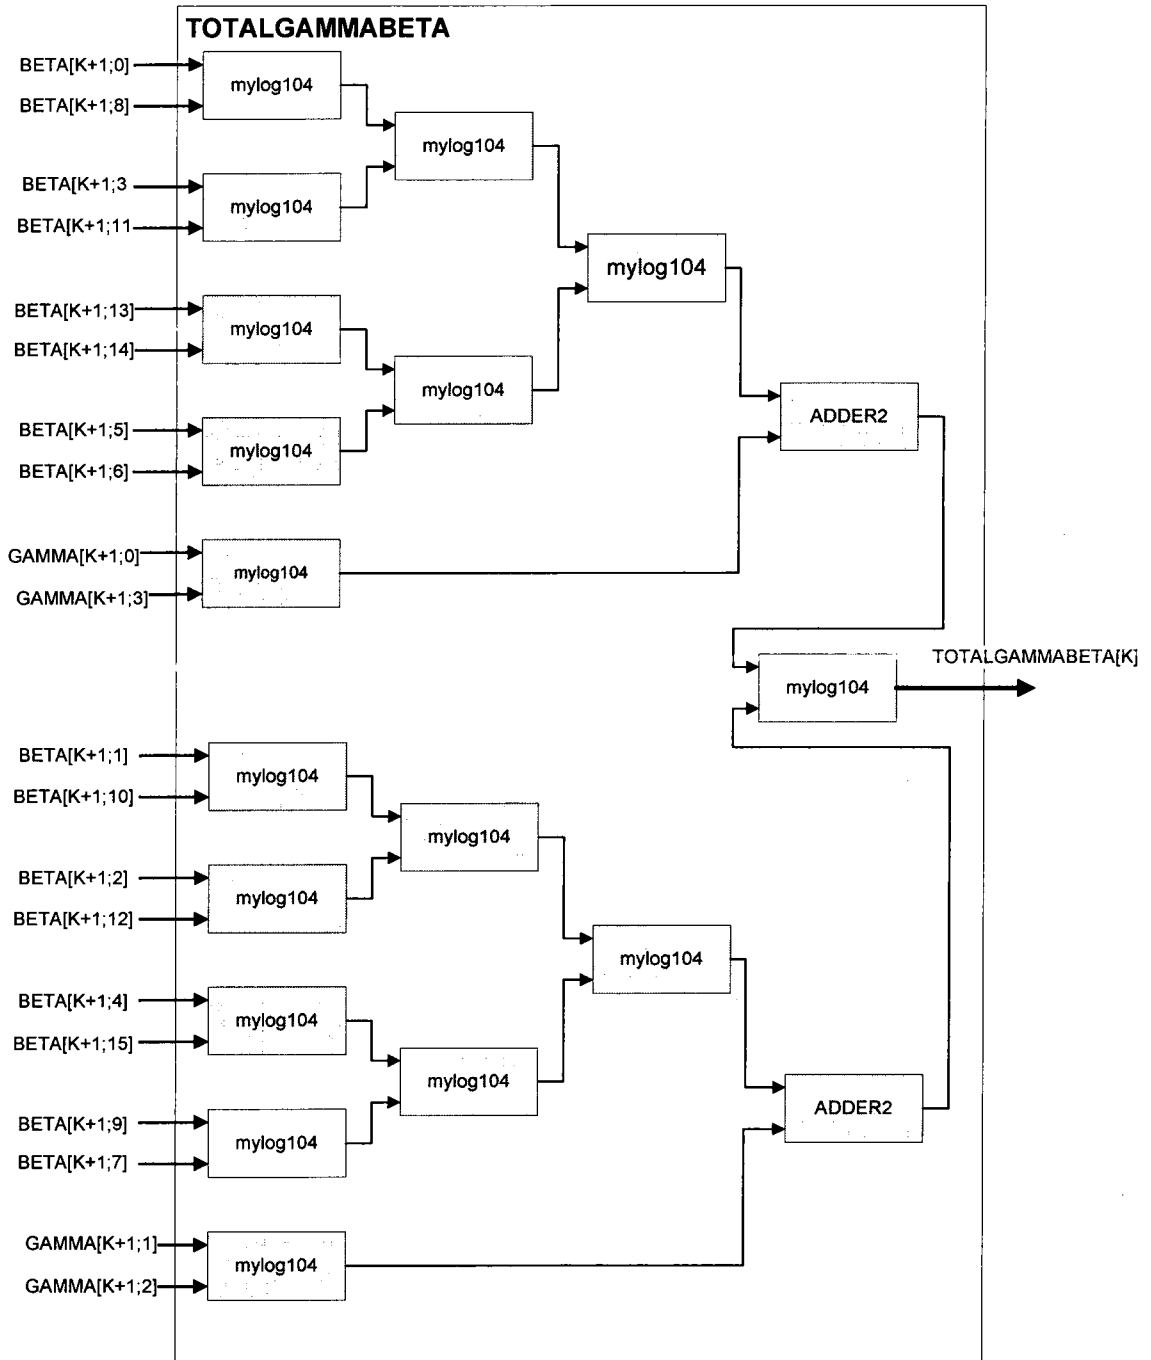 TOTALGAMMABETA
BETA[K+1;0]
mylog104
BETA[K+1;8]
mylog104
BETA[K+1;3
mylog104
BETA[K+1;11
mylog104
BETA[K+1;13]
mylog104
BETA[K+1;14]
mylog104
ADDER2
BETA[K+1;5]
mylog104
BETA[K+1;6]
GAMMA[K+1;0]
mylog104
GAMMA[K+1;3]
TOTALGAMMABETA[K]
mylog104
BETA[K+1;1]
mylog104
BETA[K+1;10]
mylog104
BETA[K+1;2]
mylog104
BETA[K+1;12]
mylog104
BETA[K+1;4]
mylog104
BETA[K+1;15]
mylog104
ADDER2
BETA[K+1;9]
mylog104
BETA[K+1;7]
GAMMA[K+1;1]
mylog104
GAMMA[K+1;2]